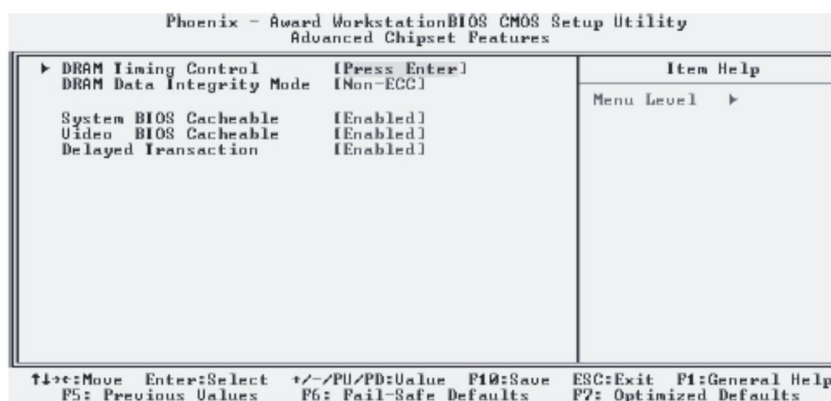 Phoenix - Award WorkstationBIOS CMOS Setup Utility
Advanced Chipset Features
▶ DRAM Timing Control [Press Enter]
DRAM Data Integrity Mode [Non-ECC]
System BIOS Cacheable [Enabled]
Video BIOS Cacheable [Enabled]
Delayed Transaction [Enabled]
Item Help
Menu Level ▶
↑↓→←:Move Enter:Select +/-/PU/PD:Value F10:Save ESC:Exit F1:General Help
F5: Previous Values F6: Fail-Safe Defaults F7: Optimized Defaults